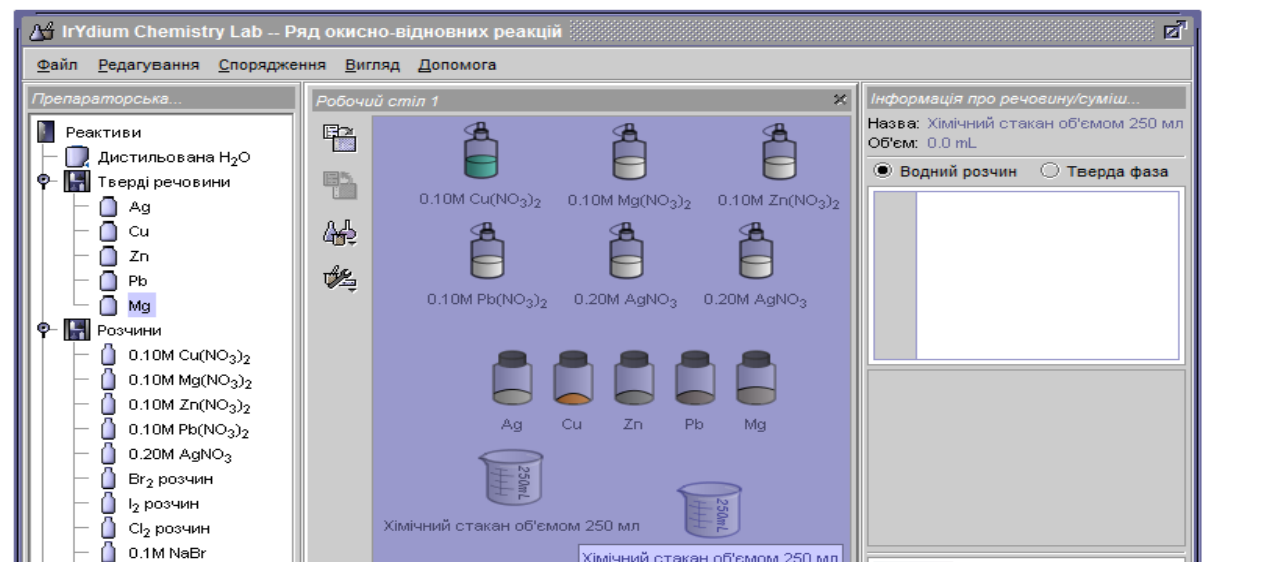 IrYdium Chemistry Lab -- Ряд окисно-відновних реакцій
Файл Редагування Спорядження Вигляд Допомога
Препараторська...
Реактиви
Дистильована H₂O
Тверді речовини
Ag
Cu
Zn
Pb
Mg
Розчини
0.10M Cu(NO₃)₂
0.10M Mg(NO₃)₂
0.10M Zn(NO₃)₂
0.10M Pb(NO₃)₂
0.20M AgNO₃
Br₂ розчин
I₂ розчин
Cl₂ розчин
0.1M NaBr
Робочий стіл 1
0.10M Cu(NO₃)₂ 0.10M Mg(NO₃)₂ 0.10M Zn(NO₃)₂
0.10M Pb(NO₃)₂ 0.20M AgNO₃ 0.20M AgNO₃
Ag Cu Zn Pb Mg
250mL
250mL
Хімічний стакан об'ємом 250 мл
Хімічний стакан об'ємом 250 мл
Інформація про речовину/суміш...
Назва: Хімічний стакан об'ємом 250 мл
Об'єм: 0.0 mL
Водний розчин Тверда фаза